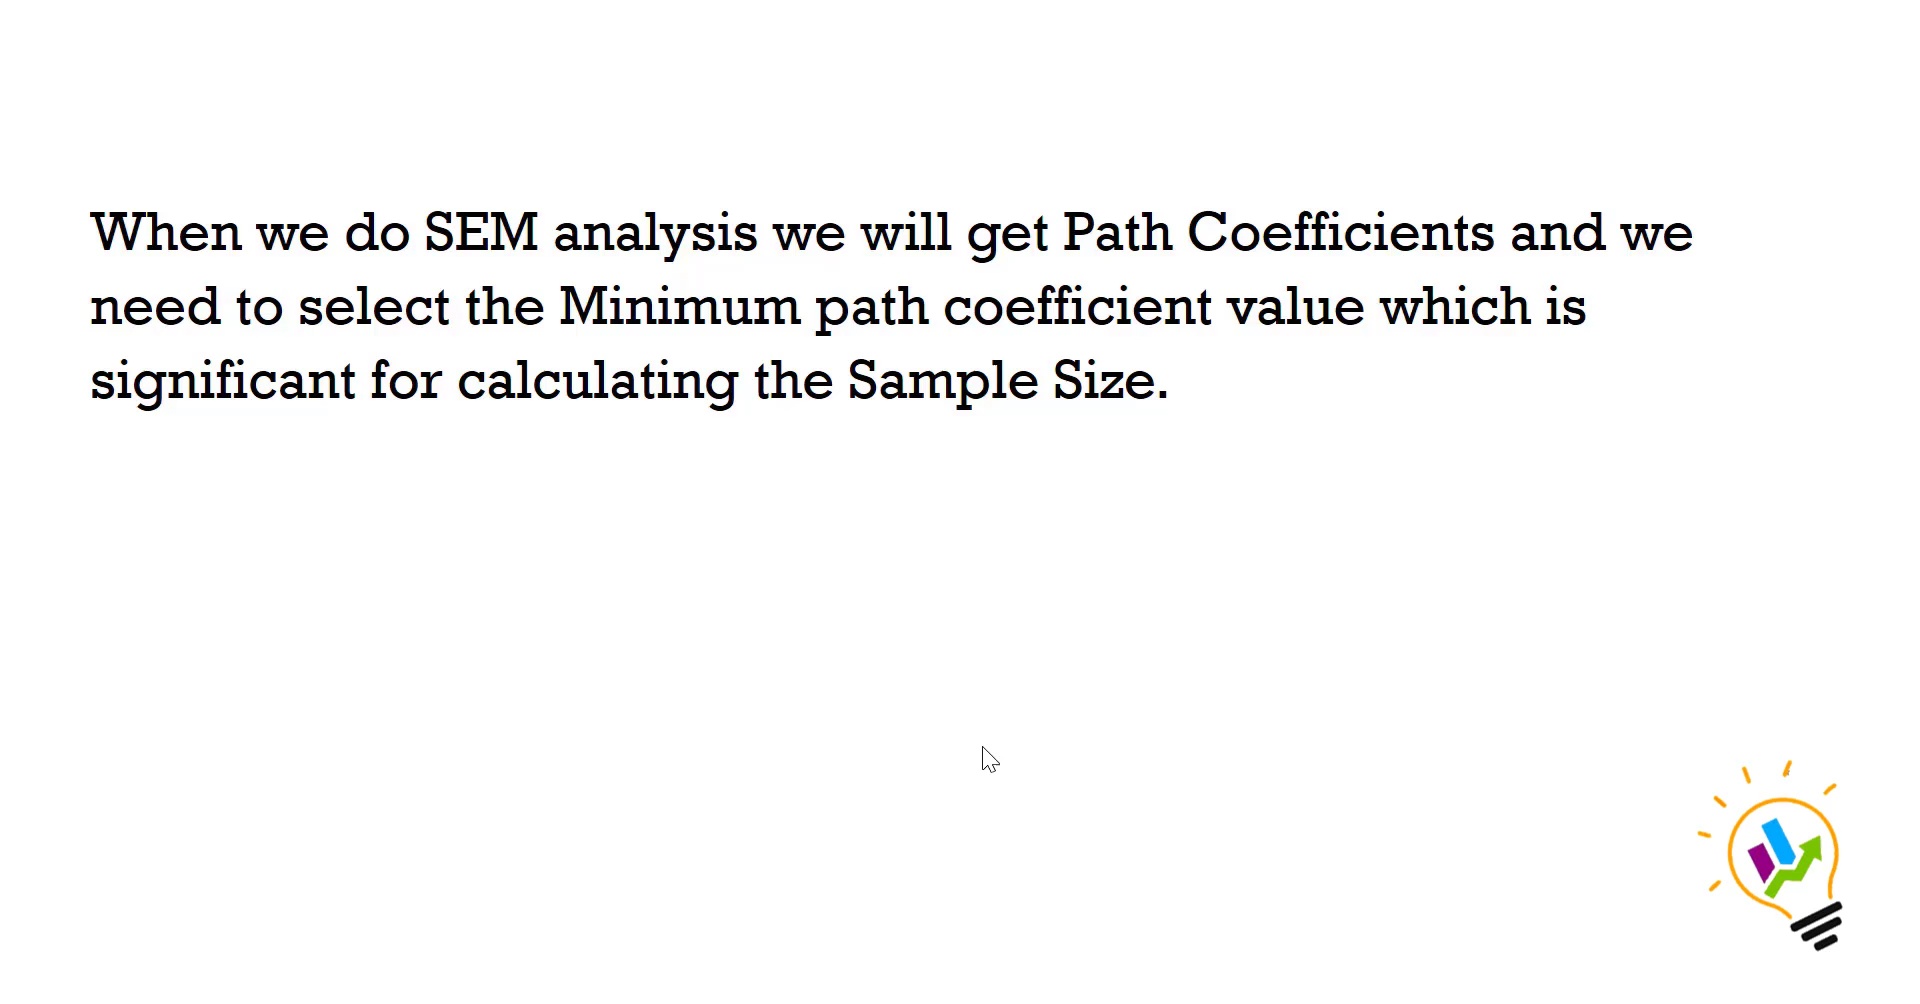 When we do SEM analysis we will get Path Coefficients and we
need to select the Minimum path coefficient value which is
significant for calculating the Sample Size.